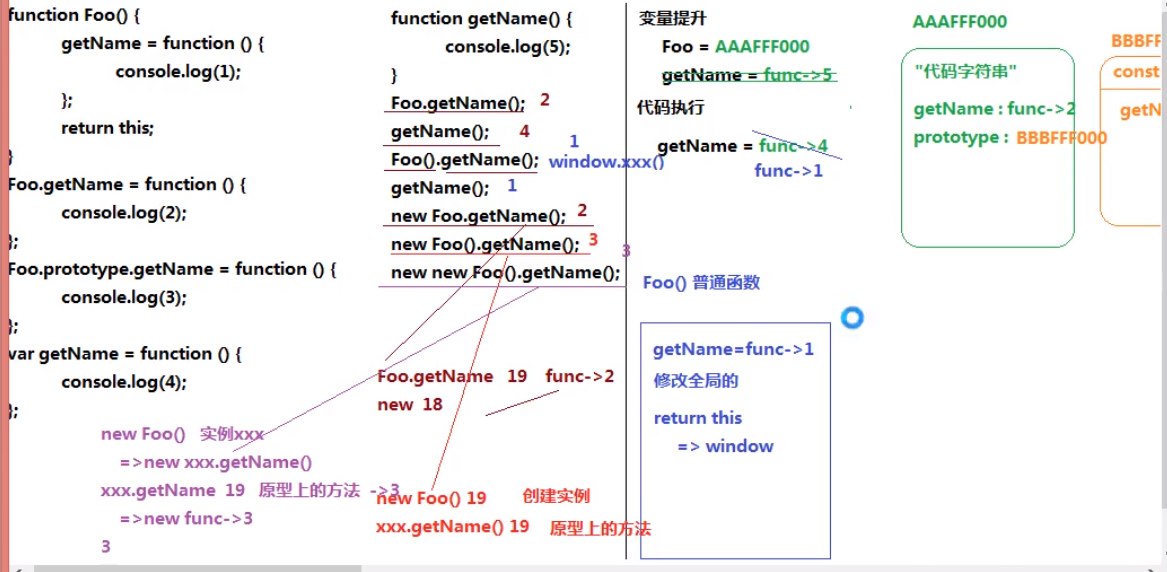 function Foo() {
getName = function () {
console.log(1);
};
return this;
}
Foo.getName = function () {
console.log(2);
};
Foo.prototype.getName = function () {
console.log(3);
};
var getName = function () {
console.log(4);
};
new Foo() 实例xxx
=>new xxx.getName()
xxx.getName 19 原型上的方法 ->3
=>new func->3
3
function getName() {
console.log(5);
}
Foo.getName(); 2
getName(); 4
1
Foo().getName(); window.xxx()
getName(); 1
new Foo.getName(); 2
new Foo().getName(); 3
3
new new Foo().getName();
Foo.getName 19 func->2
new 18
new Foo() 19 创建实例
xxx.getName() 19 原型上的方法
变量提升
Foo = AAAFFF000
getName = func->5
代码执行
getName = func->4
func->1
Foo() 普通函数
getName=func->1
修改全局的
return this
=> window
AAAFFF000
"代码字符串"
getName : func->2
prototype : BBBFFF000
BBBFF
const
getN